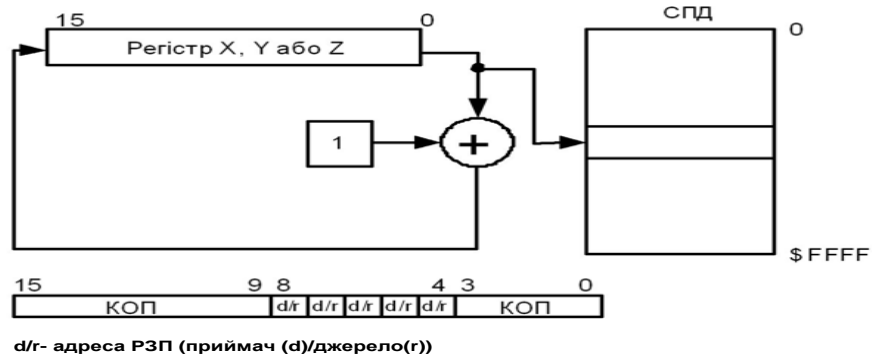 СПД
15 0
Регістр X, Y або Z
0
1
+
$FFFF
15 9 8 4 3 0
КОП d/r d/r d/r d/r d/r КОП
d/r- адреса РЗП (приймач (d)/джерело(r))